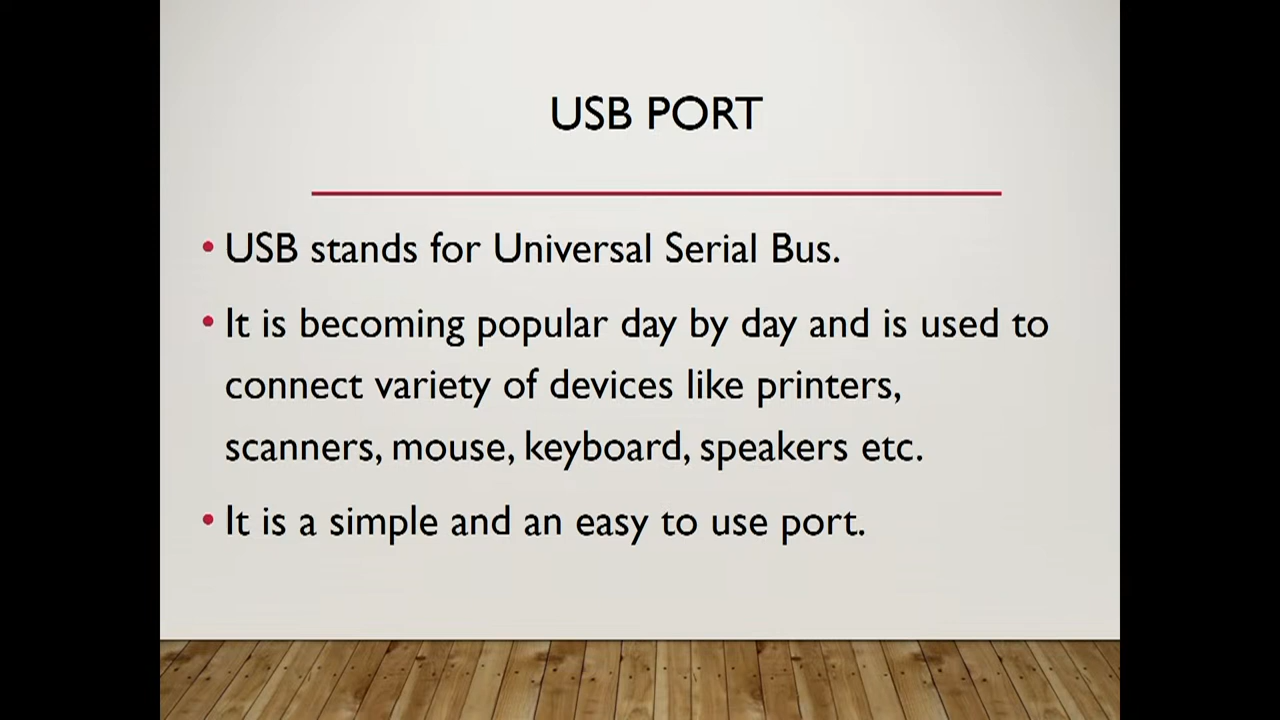 USB PORT
• USB stands for Universal Serial Bus.
• It is becoming popular day by day and is used to
connect variety of devices like printers,
scanners, mouse, keyboard, speakers etc.
• It is a simple and an easy to use port.